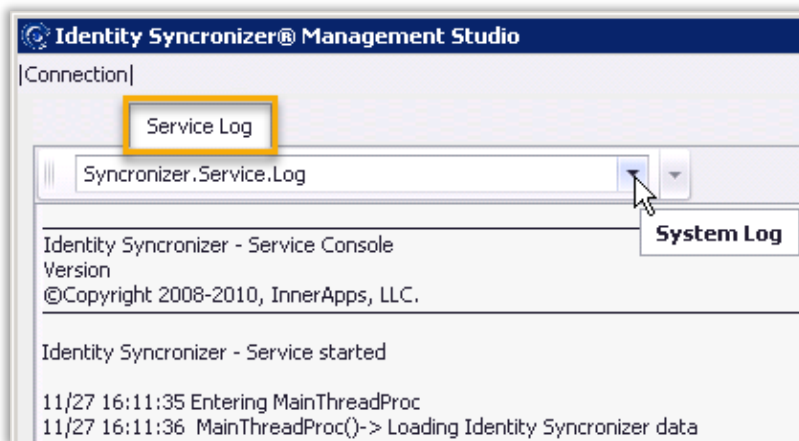 Identity Syncronizer® Management Studio
|Connection|
Service Log
Syncronizer.Service.Log
System Log
Identity Syncronizer - Service Console
Version
©Copyright 2008-2010, InnerApps, LLC.
Identity Syncronizer - Service started
11/27 16:11:35 Entering MainThreadProc
11/27 16:11:36  MainThreadProc()-> Loading Identity Syncronizer data